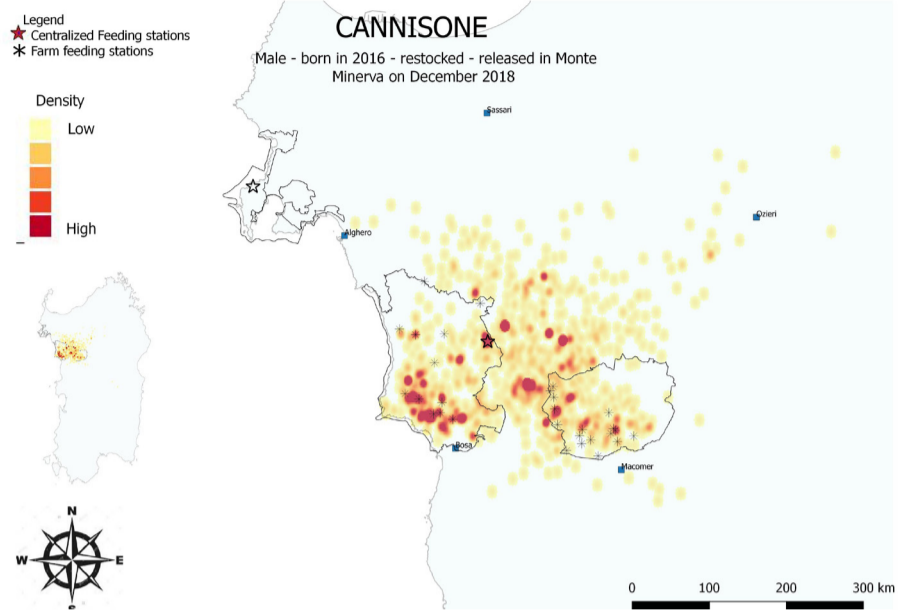 Legend
Centralized Feeding stations
Farm feeding stations
CANNISONE
Male - born in 2016 - restocked - released in Monte
Minerva on December 2018
Density
Low
High
Sassari
Ozieri
Alghero
Bosa
Macomer
N
W
E
S
0 100 200 300 km